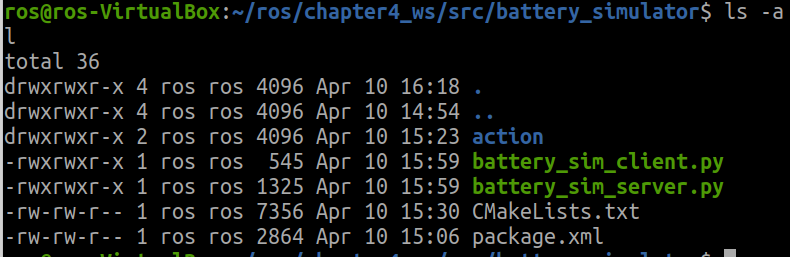 ros@ros-VirtualBox:~/ros/chapter4_ws/src/battery_simulator$ ls -a
l
total 36
drwxrwxr-x 4 ros ros 4096 Apr 10 16:18 .
drwxrwxr-x 4 ros ros 4096 Apr 10 14:54 ..
drwxrwxr-x 2 ros ros 4096 Apr 10 15:23 action
-rwxrwxr-x 1 ros ros  545 Apr 10 15:59 battery_sim_client.py
-rwxrwxr-x 1 ros ros 1325 Apr 10 15:59 battery_sim_server.py
-rw-rw-r-- 1 ros ros 7356 Apr 10 15:30 CMakeLists.txt
-rw-rw-r-- 1 ros ros 2864 Apr 10 15:06 package.xml